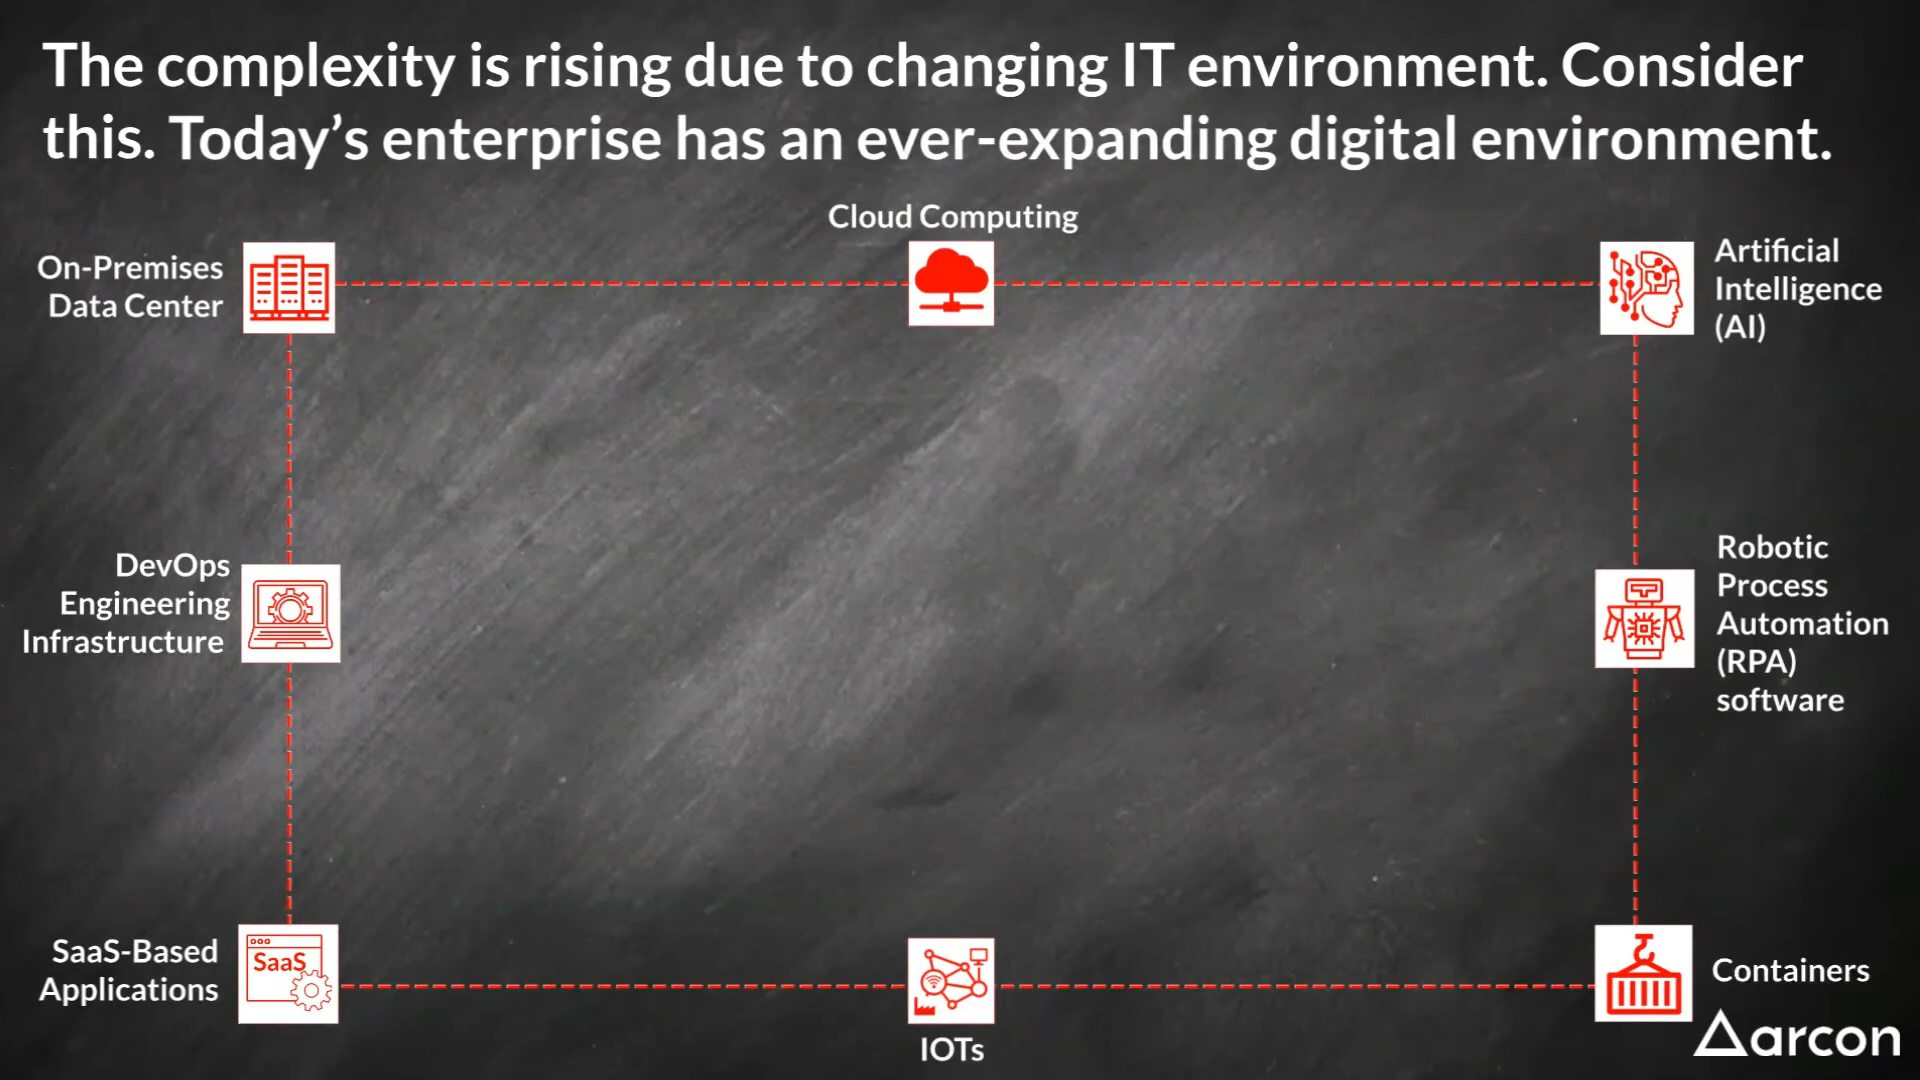 The complexity is rising due to changing IT environment. Consider
this. Today's enterprise has an ever-expanding digital environment.
Cloud Computing
On-Premises
Data Center
Artificial
Intelligence
(AI)
DevOps
Engineering
Infrastructure
Robotic
Process
Automation
(RPA)
software
SaaS-Based
Applications
SaaS
IOTs
Containers
arcon